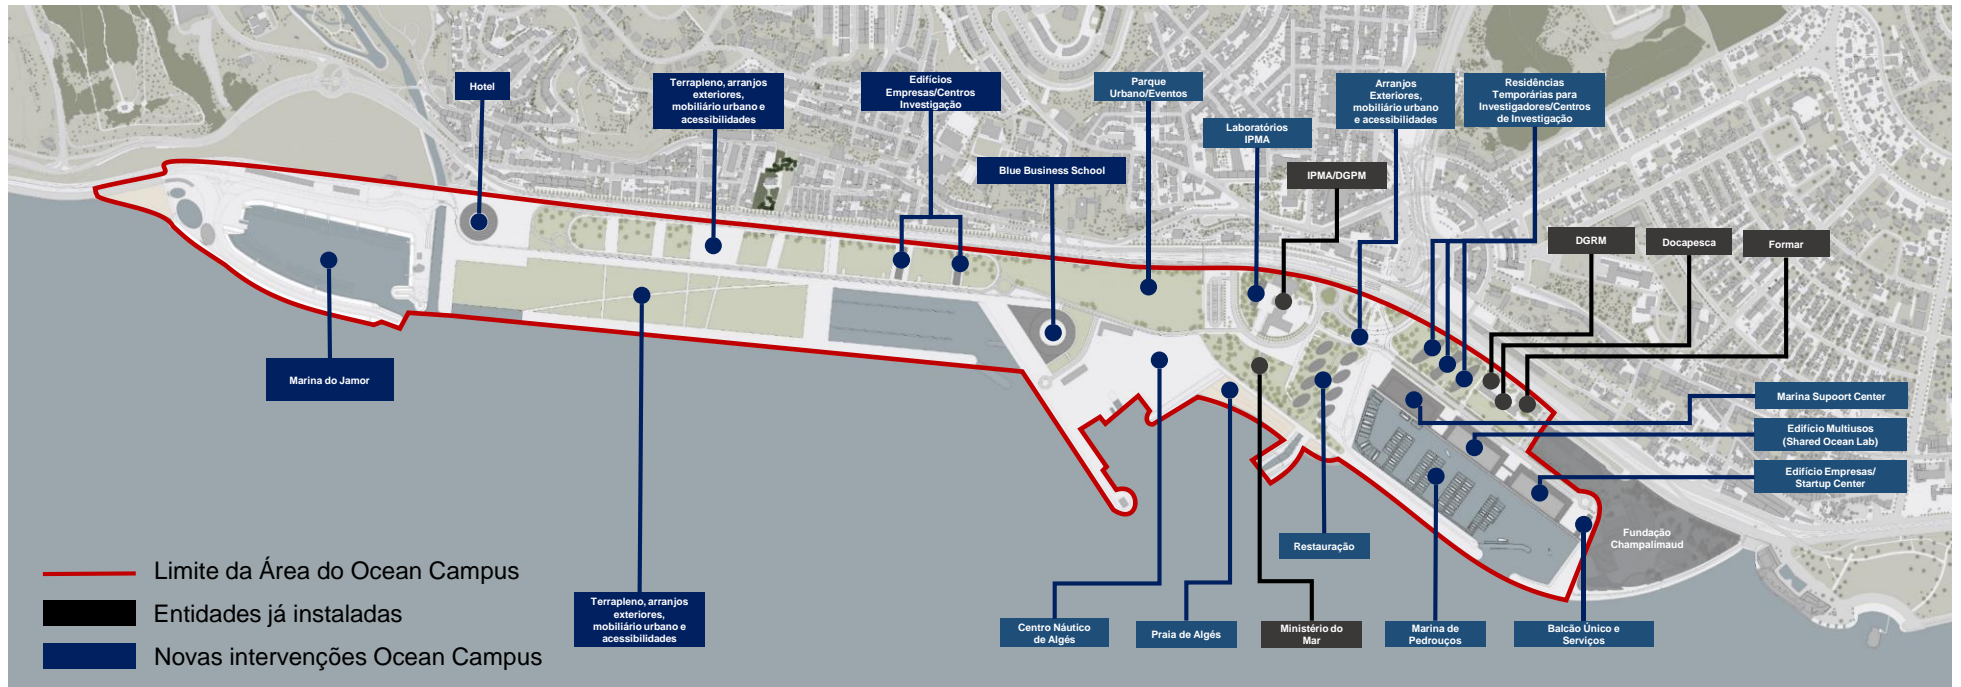 Hotel
Terrapleno, arranjos
exteriores,
mobiliário urbano e
acessibilidades
Edifícios
Empresas/Centros
Investigação
Parque
Urbano/Eventos
Arranjos
Exteriores,
mobiliário urbano
e acessibilidades
Residências
Temporárias para
Investigadores/Centros
de Investigação
Laboratórios
IPMA
Blue Business School
IPMA/DGPM
DGRM
Docapesca
Formar
Marina do Jamor
Marina Supoort Center
Edifício Multiusos
(Shared Ocean Lab)
Edifício Empresas/
Startup Center
Fundação
Champalimaud
Restauração
Terrapleno, arranjos
exteriores,
mobiliário urbano e
acessibilidades
Centro Náutico
de Algés
Praia de Algés
Ministério do
Mar
Marina de
Pedrouços
Balcão Único e
Serviços
Limite da Área do Ocean Campus
Entidades já instaladas
Novas intervenções Ocean Campus